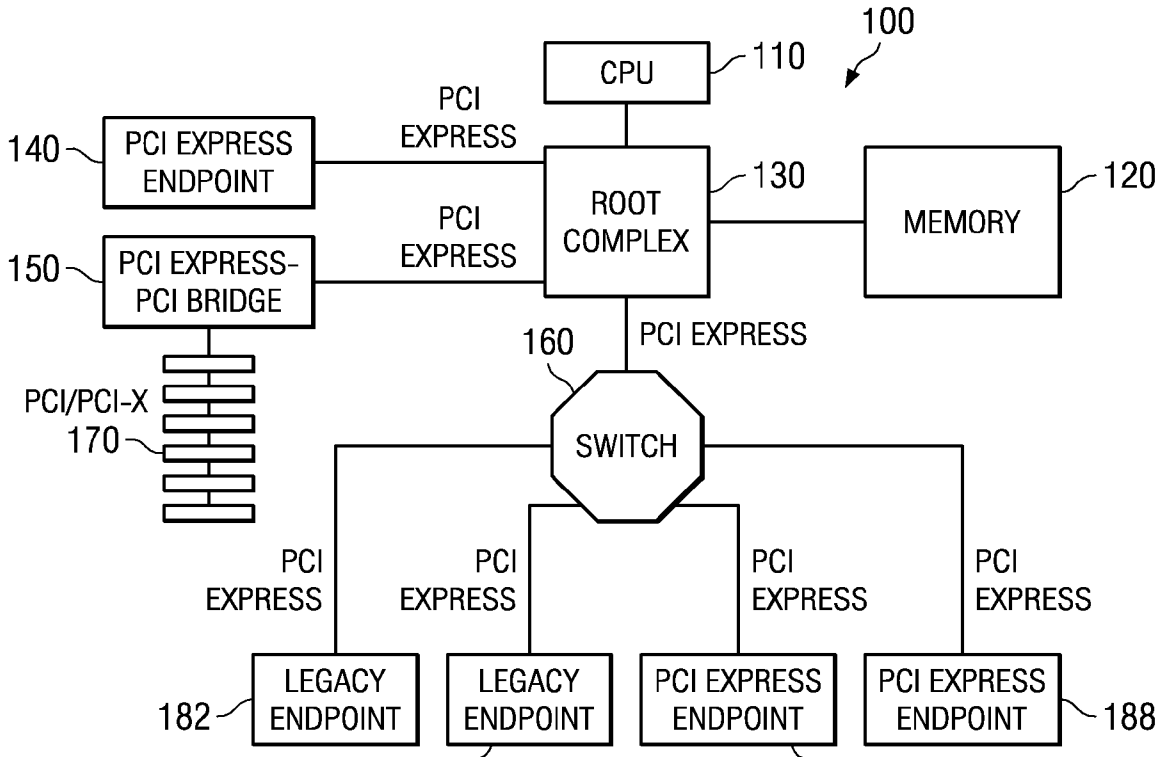 100
CPU
110
PCI
EXPRESS
140
PCI EXPRESS
ENDPOINT
ROOT
COMPLEX
130
MEMORY
120
PCI
EXPRESS
150
PCI EXPRESS-
PCI BRIDGE
PCI EXPRESS
160
PCI/PCI-X
170
SWITCH
PCI
EXPRESS
PCI
EXPRESS
PCI
EXPRESS
PCI
EXPRESS
182
LEGACY
ENDPOINT
LEGACY
ENDPOINT
PCI EXPRESS
ENDPOINT
PCI EXPRESS
ENDPOINT
188